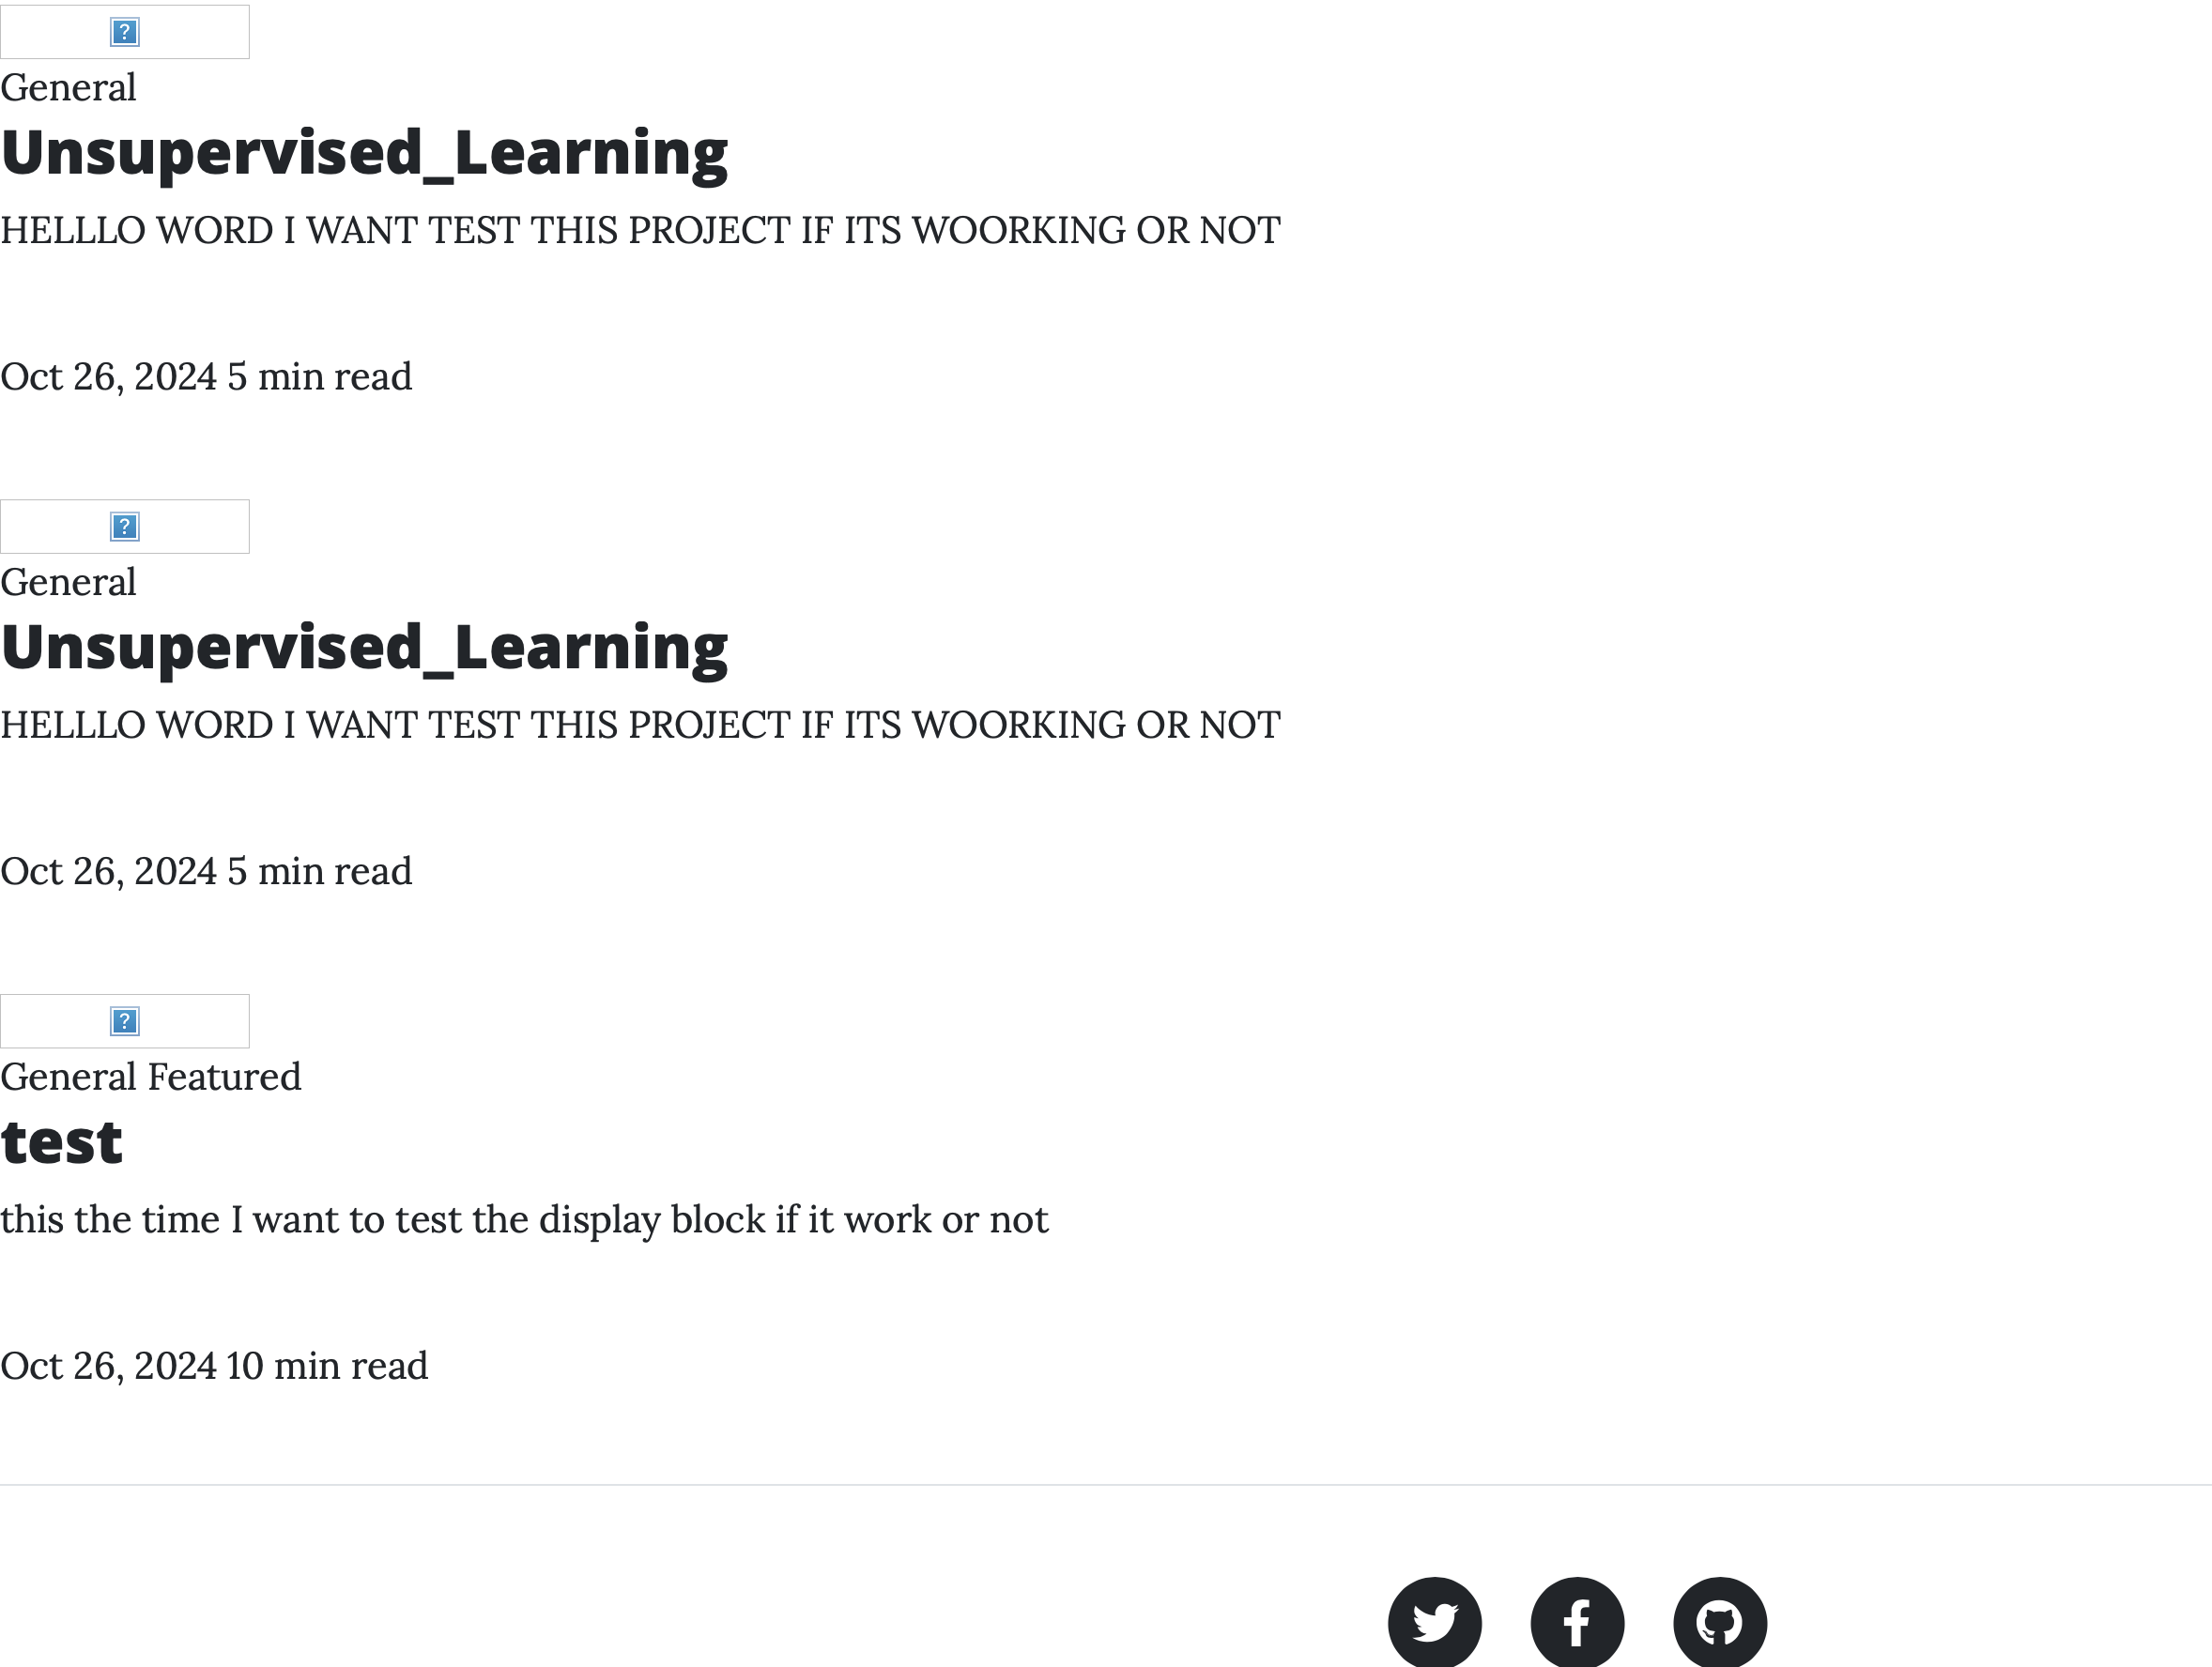 General
Unsupervised_Learning
HELLLO WORD I WANT TEST THIS PROJECT IF ITS WOORKING OR NOT
Oct 26, 2024 5 min read
General
Unsupervised_Learning
HELLLO WORD I WANT TEST THIS PROJECT IF ITS WOORKING OR NOT
Oct 26, 2024 5 min read
General Featured
test
this the time I want to test the display block if it work or not
Oct 26, 2024 10 min read